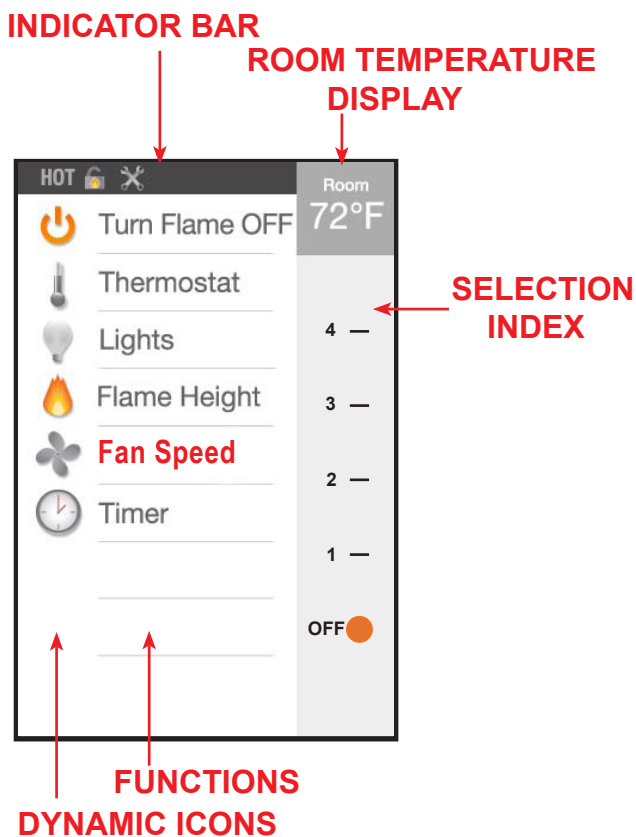 INDICATOR BAR
ROOM TEMPERATURE
DISPLAY
HOT
Room
72°F
Turn Flame OFF
Thermostat
Lights
Flame Height
Fan Speed
Timer
4
3
2
1
OFF
SELECTION
INDEX
FUNCTIONS
DYNAMIC ICONS